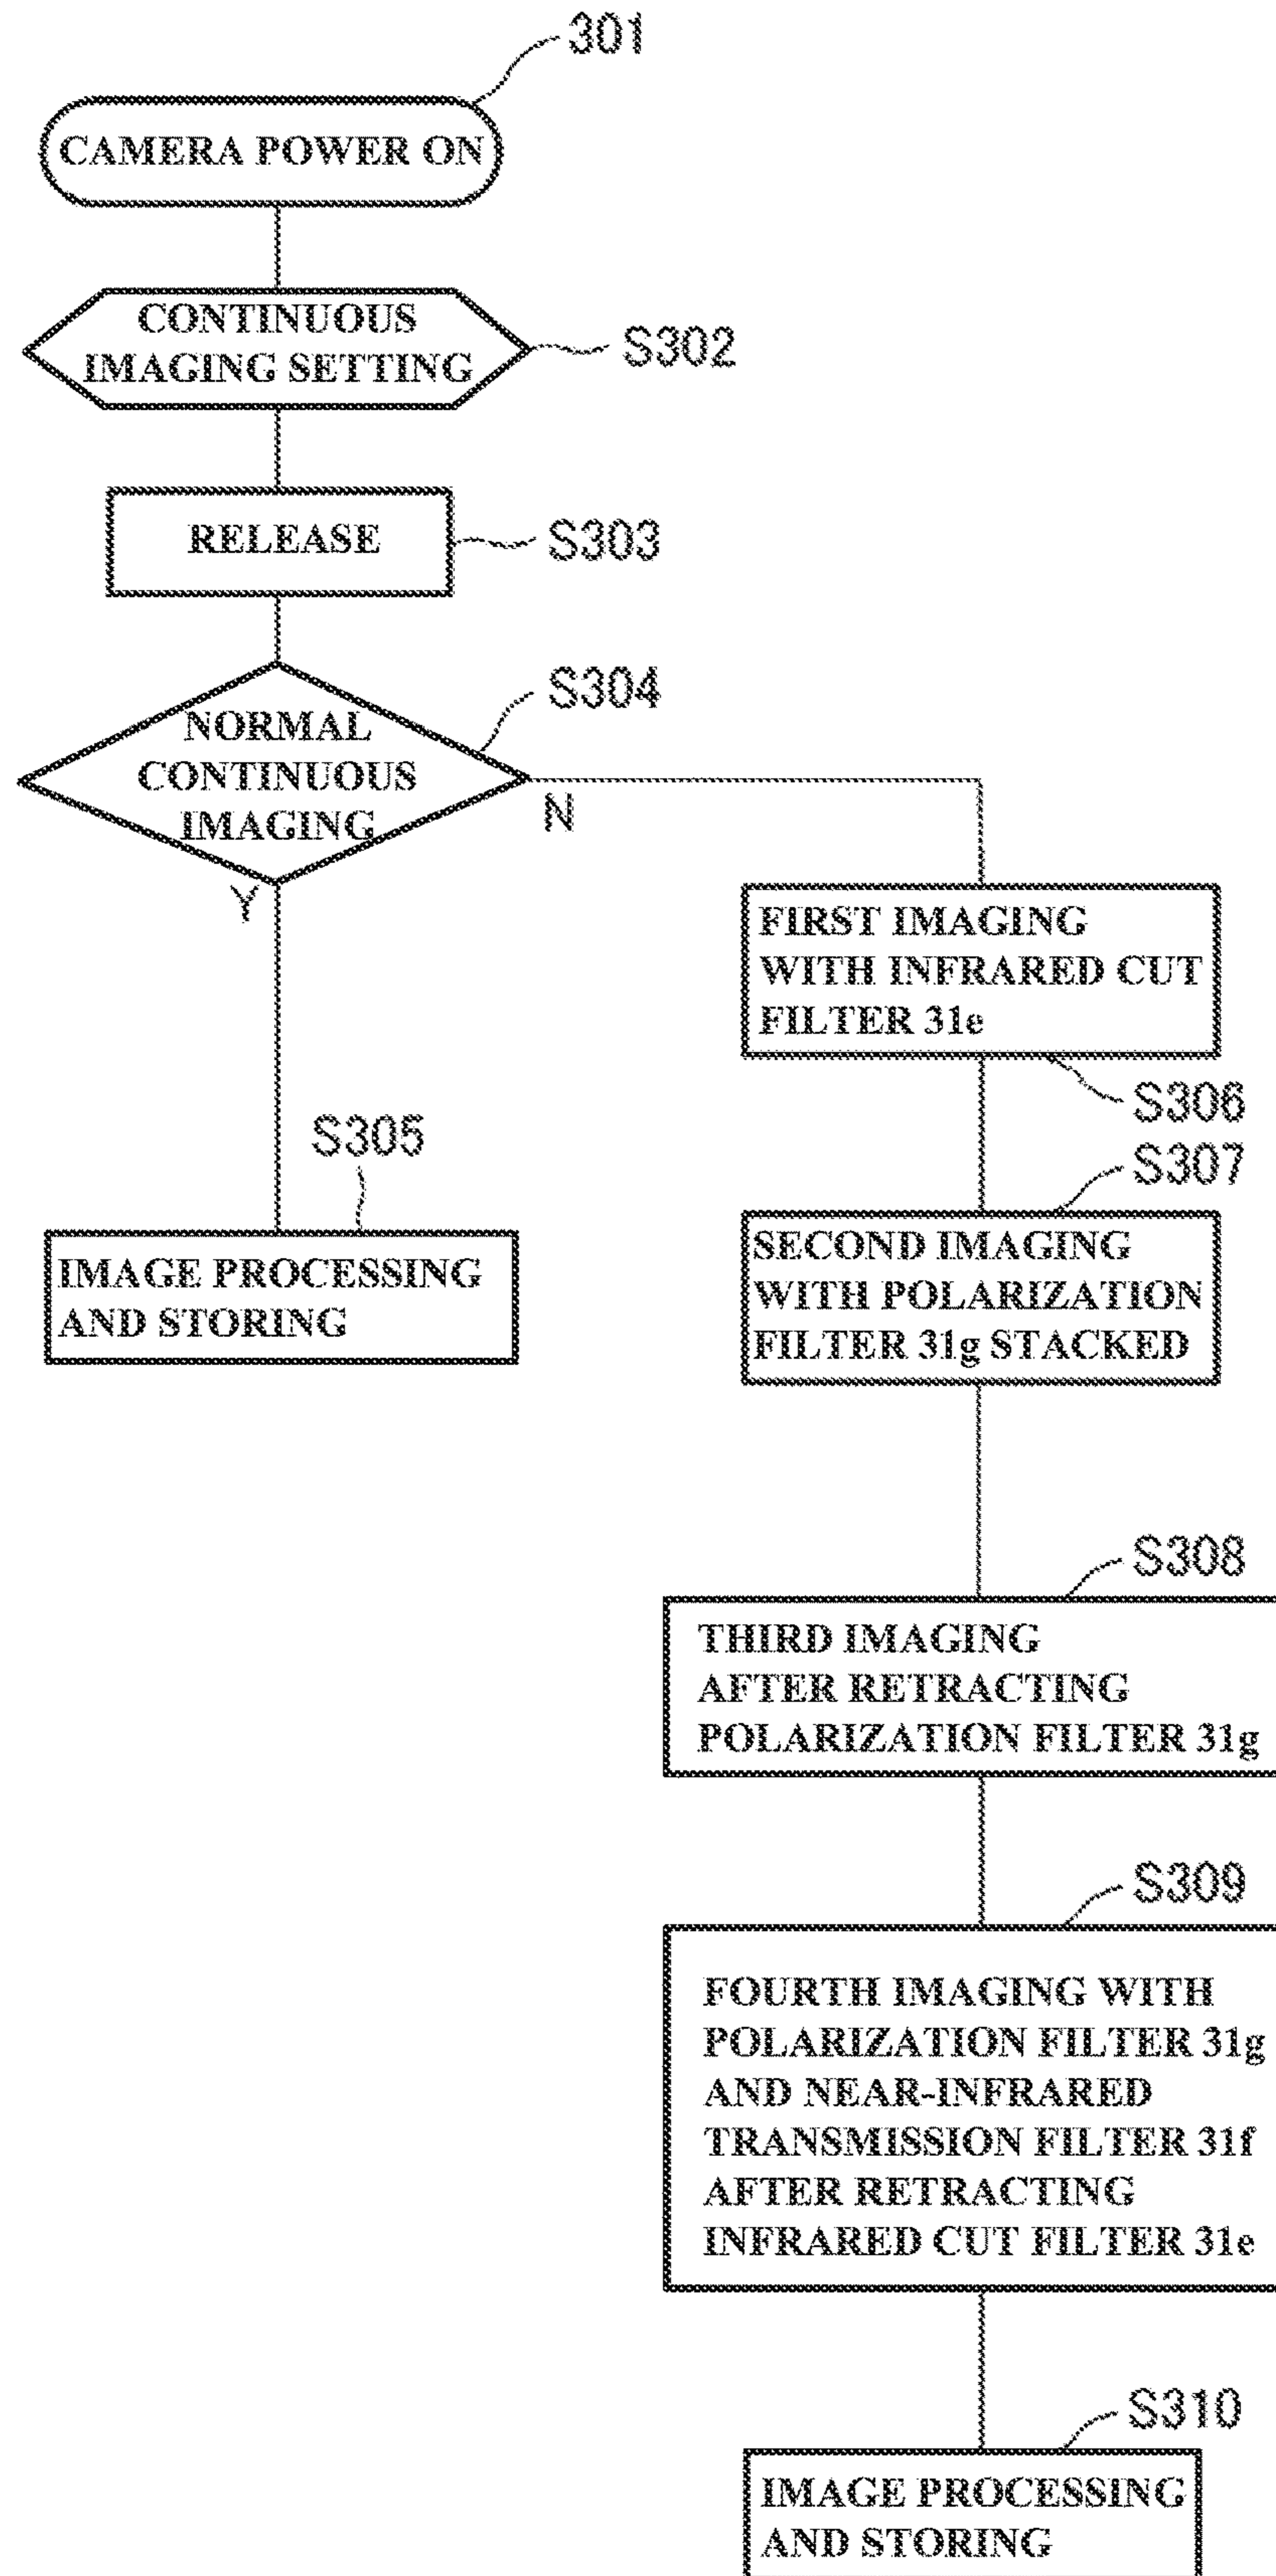 301
CAMERA POWER ON
CONTINUOUS
IMAGING SETTING
S302
RELEASE
S303
S304
NORMAL
CONTINUOUS
IMAGING
N
Y
S305
IMAGE PROCESSING
AND STORING
FIRST IMAGING
WITH INFRARED CUT
FILTER 31e
S306
S307
SECOND IMAGING
WITH POLARIZATION
FILTER 31g STACKED
S308
THIRD IMAGING
AFTER RETRACTING
POLARIZATION FILTER 31g
S309
FOURTH IMAGING WITH
POLARIZATION FILTER 31g
AND NEAR-INFRARED
TRANSMISSION FILTER 31f
AFTER RETRACTING
INFRARED CUT FILTER 31e
S310
IMAGE PROCESSING
AND STORING